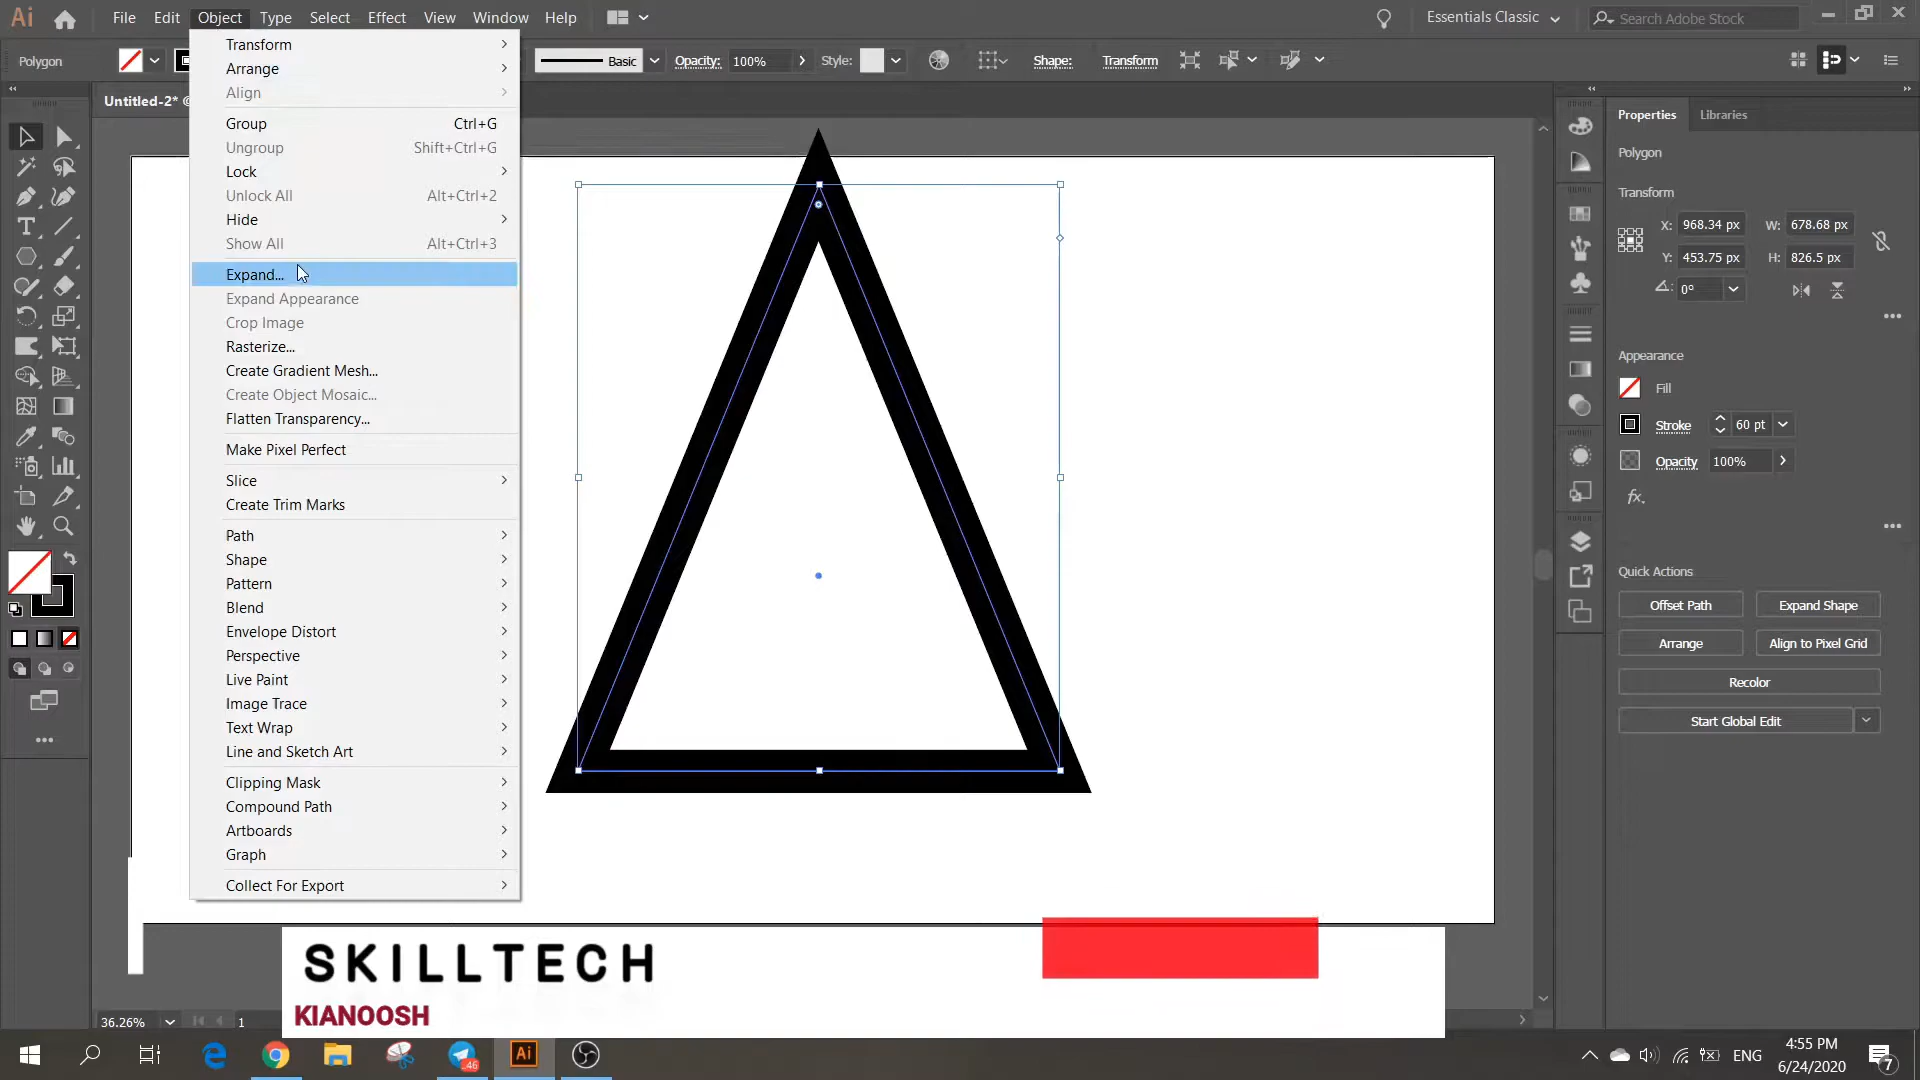 Ai File Edit Object Type Select Effect View Window Help Essentials Classic Search Adobe Stock
Polygon Basic Opacity: 100% Style: Shape: Transform
Untitled-2*
Transform
Arrange
Align
Group Ctrl+G
Ungroup Shift+Ctrl+G
Lock
Unlock All Alt+Ctrl+2
Hide
Show All Alt+Ctrl+3
Expand...
Expand Appearance
Crop Image
Rasterize...
Create Gradient Mesh...
Create Object Mosaic...
Flatten Transparency...
Make Pixel Perfect
Slice
Create Trim Marks
Path
Shape
Pattern
Blend
Envelope Distort
Perspective
Live Paint
Image Trace
Text Wrap
Line and Sketch Art
Clipping Mask
Compound Path
Artboards
Graph
Collect For Export
Properties Libraries
Polygon
Transform
X: 968.34 px W: 678.68 px
Y: 453.75 px H: 826.5 px
0°
Appearance
Fill
Stroke 60 pt
Opacity 100%
fx.
Quick Actions
Offset Path Expand Shape
Arrange Align to Pixel Grid
Recolor
Start Global Edit
SKILLTECH
KIANOOSH
36.26% 1
46 Ai ENG 4:55 PM
6/24/2020 7